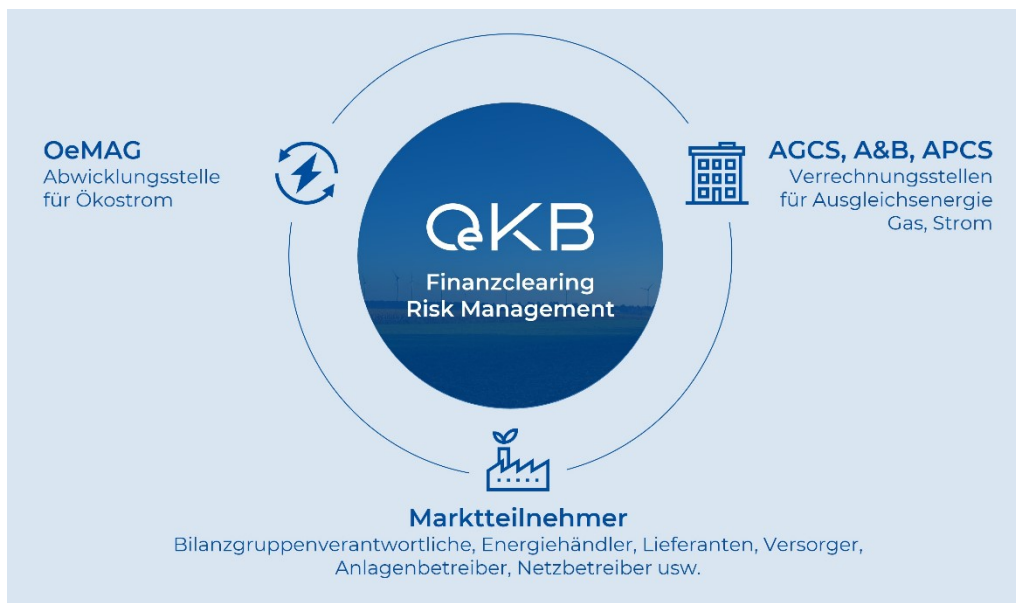 OeMAG
Abwicklungsstelle
für Ökostrom
AGCS, A&B, APCS
Verrechnungsstellen
für Ausgleichsenergie
Gas, Strom
OeKB
Finanzclearing
Risk Management
Marktteilnehmer
Bilanzgruppenverantwortliche, Energiehändler, Lieferanten, Versorger,
Anlagenbetreiber, Netzbetreiber usw.